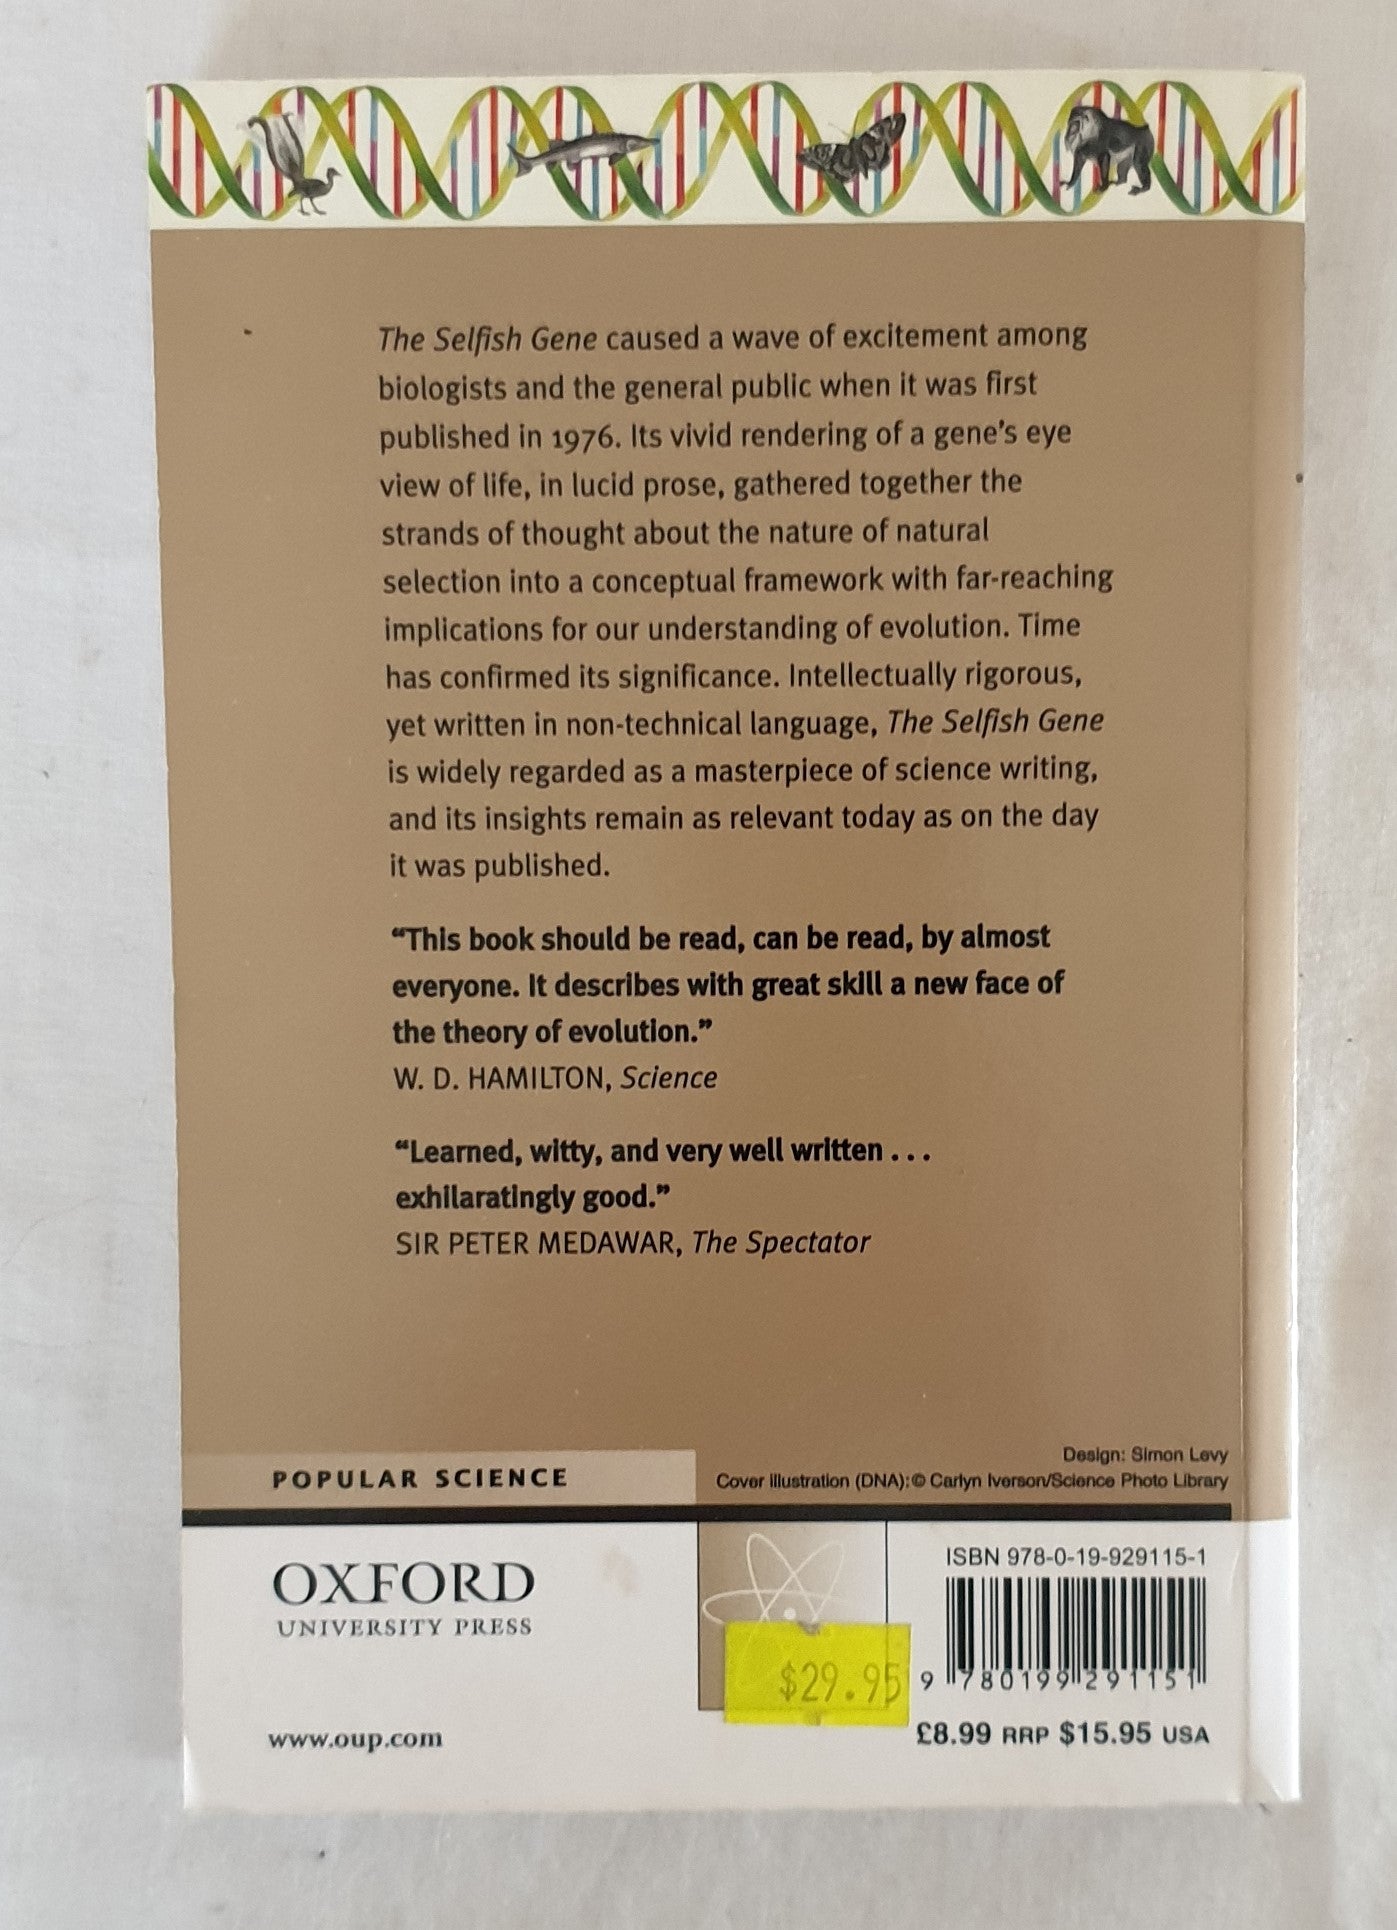 The Selfish Gene caused a wave of excitement among
biologists and the general public when it was first
published in 1976. Its vivid rendering of a gene's eye
view of life, in lucid prose, gathered together the
strands of thought about the nature of natural
selection into a conceptual framework with far-reaching
implications for our understanding of evolution. Time
has confirmed its significance. Intellectually rigorous,
yet written in non-technical language, The Selfish Gene
is widely regarded as a masterpiece of science writing,
and its insights remain as relevant today as on the day
it was published.
“This book should be read, can be read, by almost
everyone. It describes with great skill a new face of
the theory of evolution.”
W. D. HAMILTON, Science
“Learned, witty, and very well written . . .
exhilaratingly good.”
SIR PETER MEDAWAR, The Spectator
Design: Simon Levy
POPULAR SCIENCE
Cover illustration (DNA): © Carlyn Iverson/Science Photo Library
OXFORD
UNIVERSITY PRESS
www.oup.com
$29.95
ISBN 978-0-19-929115-1
9 780199 291151
£8.99 RRP $15.95 USA